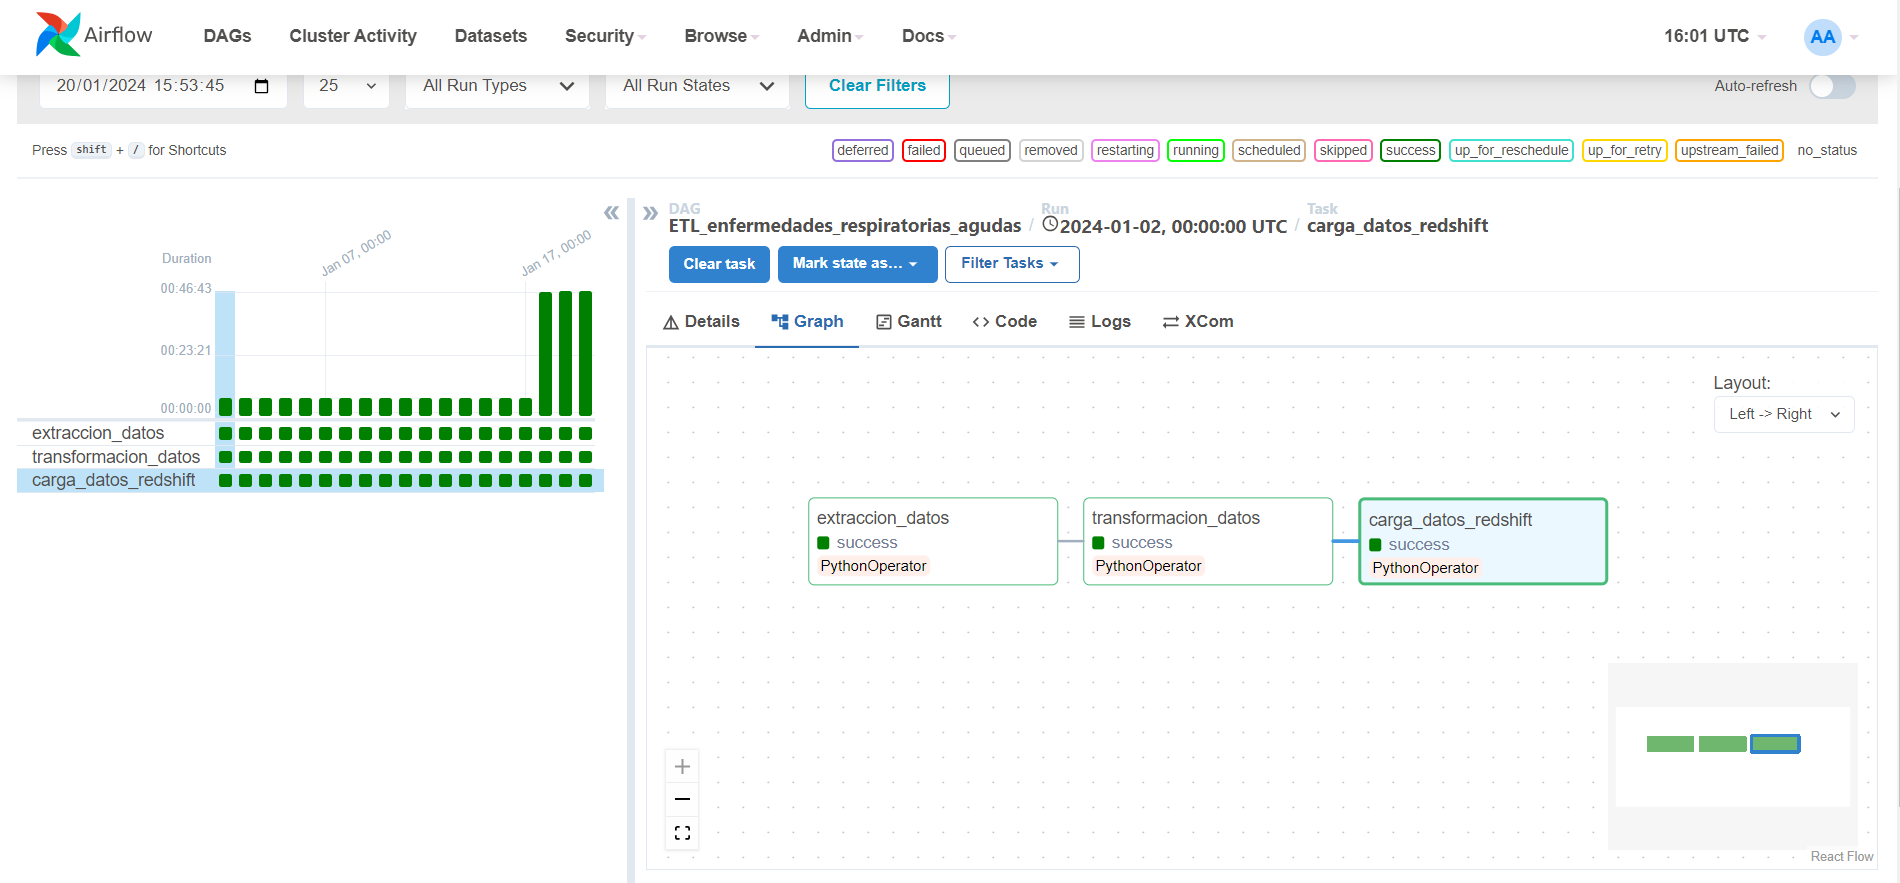 Airflow DAGs Cluster Activity Datasets Security Browse Admin Docs 16:01 UTC AA
20/01/2024 15:53:45 25 All Run Types All Run States Clear Filters Auto-refresh
Press shift + / for Shortcuts deferred failed queued removed restarting running scheduled skipped success up_for_reschedule up_for_retry upstream_failed no_status
DAG Run Task
ETL_enfermedades_respiratorias_agudas / 2024-01-02, 00:00:00 UTC / carga_datos_redshift
Clear task Mark state as... Filter Tasks
Details Graph Gantt Code Logs XCom
Duration Jan 07, 00:00 Jan 17, 00:00
00:46:43
00:23:21
00:00:00
extraccion_datos
transformacion_datos
carga_datos_redshift
Layout:
Left -> Right
extraccion_datos
success
PythonOperator
transformacion_datos
success
PythonOperator
carga_datos_redshift
success
PythonOperator
React Flow